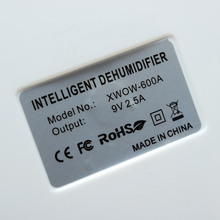 INTELLIGENT DEHUMIDIFIER
Model No.: XWOW-600A
Output: 9V 2.5A
CE FC RoHS
MADE IN CHINA